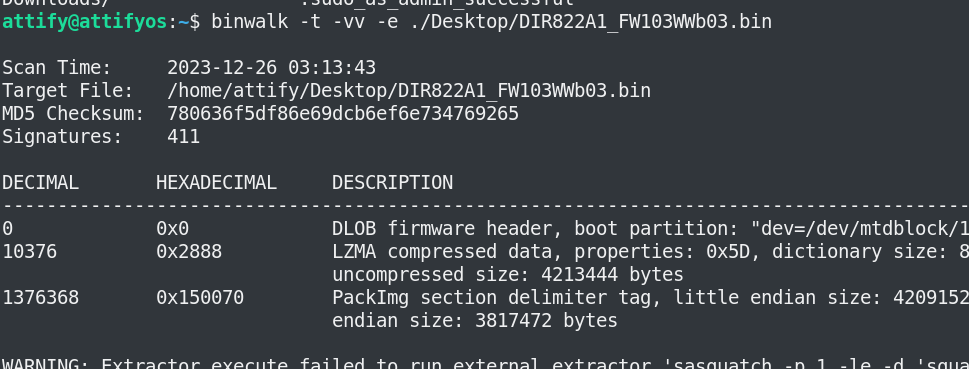 Downloads/ .sudo_as_admin_successful
attify@attifyos:~$ binwalk -t -vv -e ./Desktop/DIR822A1_FW103WWb03.bin
Scan Time: 2023-12-26 03:13:43
Target File: /home/attify/Desktop/DIR822A1_FW103WWb03.bin
MD5 Checksum: 780636f5df86e69dcb6ef6e734769265
Signatures: 411
DECIMAL HEXADECIMAL DESCRIPTION
--------------------------------------------------------------------------------
0 0x0 DLOB firmware header, boot partition: "dev=/dev/mtdblock/1
10376 0x2888 LZMA compressed data, properties: 0x5D, dictionary size: 8
uncompressed size: 4213444 bytes
1376368 0x150070 PackImg section delimiter tag, little endian size: 4209152
endian size: 3817472 bytes
WARNING: Extractor.execute failed to run external extractor 'sasquatch -p 1 -le -d 'squa